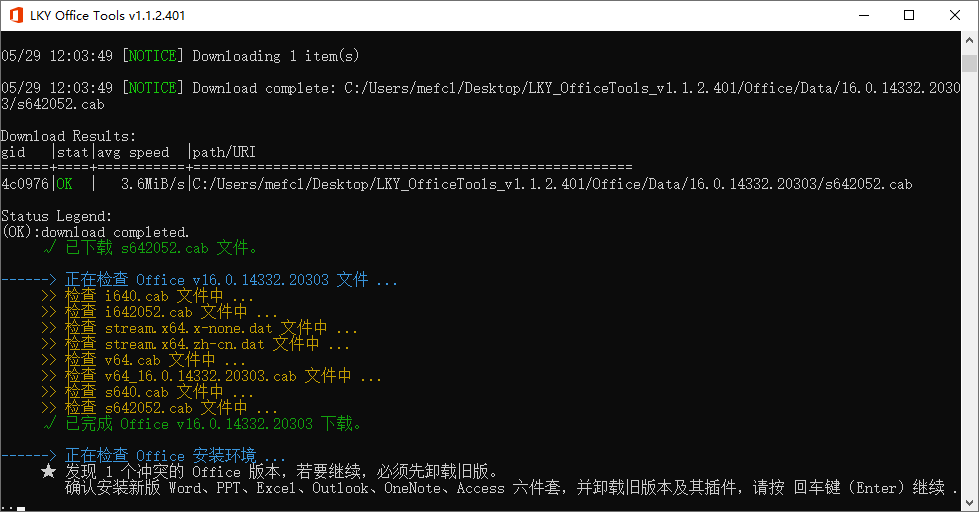 LKY Office Tools v1.1.2.401
05/29 12:03:49 [NOTICE] Downloading 1 item(s)
05/29 12:03:49 [NOTICE] Download complete: C:/Users/mefcl/Desktop/LKY_OfficeTools_v1.1.2.401/Office/Data/16.0.14332.2030
3/s642052.cab
Download Results:
gid   |stat|avg speed  |path/URI
======+====+===========+=======================================================
4c0976|OK  |   3.6MiB/s|C:/Users/mefcl/Desktop/LKY_OfficeTools_v1.1.2.401/Office/Data/16.0.14332.20303/s642052.cab
Status Legend:
(OK):download completed.
√ 已下载 s642052.cab 文件。
------> 正在检查 Office v16.0.14332.20303 文件 ...
>> 检查 i640.cab 文件中 ...
>> 检查 i642052.cab 文件中 ...
>> 检查 stream.x64.x-none.dat 文件中 ...
>> 检查 stream.x64.zh-cn.dat 文件中 ...
>> 检查 v64.cab 文件中 ...
>> 检查 v64_16.0.14332.20303.cab 文件中 ...
>> 检查 s640.cab 文件中 ...
>> 检查 s642052.cab 文件中 ...
√ 已完成 Office v16.0.14332.20303 下载。
------> 正在检查 Office 安装环境 ...
★ 发现 1 个冲突的 Office 版本，若要继续，必须先卸载旧版。
确认安装新版 Word、PPT、Excel、Outlook、OneNote、Access 六件套，并卸载旧版本及其插件，请按 回车键（Enter）继续 .
..